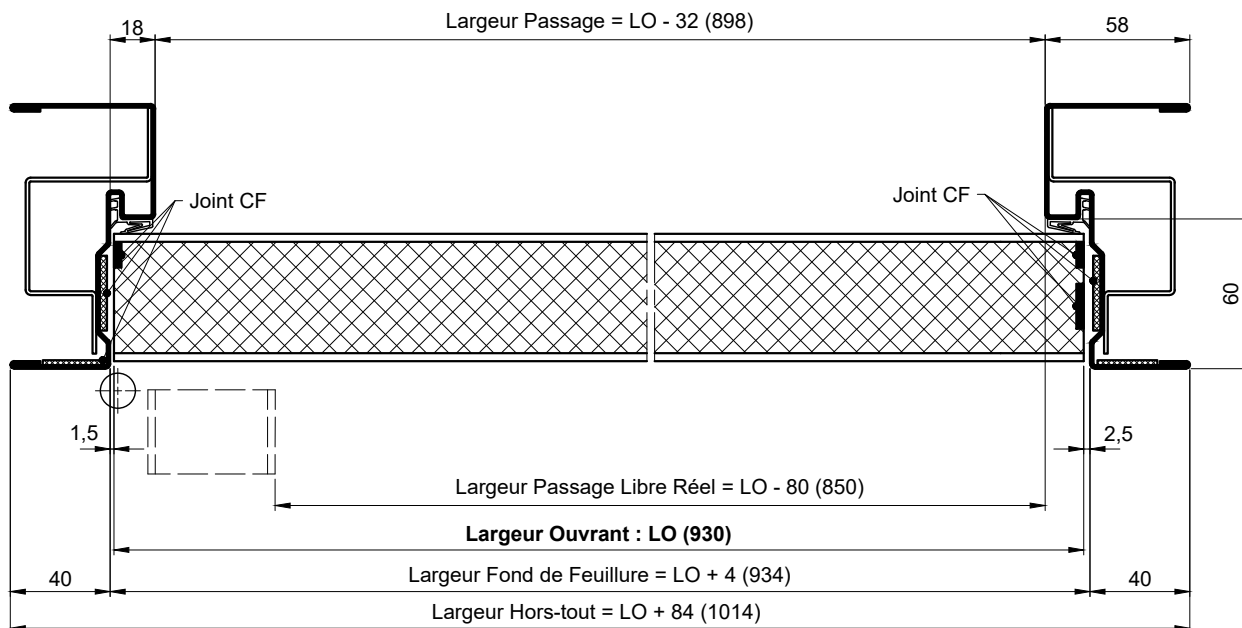 Largeur Passage = LO - 32 (898)
18
58
Joint CF
Joint CF
60
1,5
2,5
Largeur Passage Libre Réel = LO - 80 (850)
Largeur Ouvrant : LO (930)
40
Largeur Fond de Feuillure = LO + 4 (934)
40
Largeur Hors-tout = LO + 84 (1014)